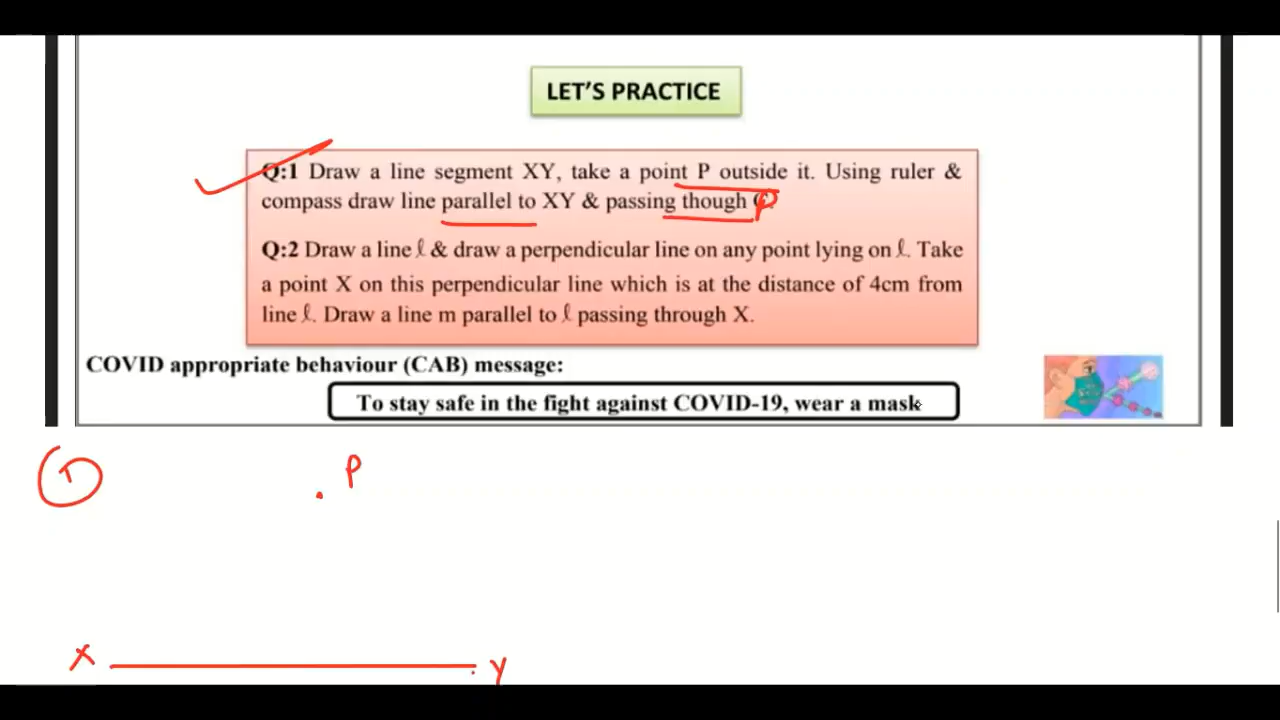 LET'S PRACTICE
Q:1 Draw a line segment XY, take a point P outside it. Using ruler &
compass draw line parallel to XY & passing though P
Q:2 Draw a line ℓ & draw a perpendicular line on any point lying on ℓ. Take
a point X on this perpendicular line which is at the distance of 4cm from
line ℓ. Draw a line m parallel to ℓ passing through X.
COVID appropriate behaviour (CAB) message:
To stay safe in the fight against COVID-19, wear a mask
1
P
X
Y